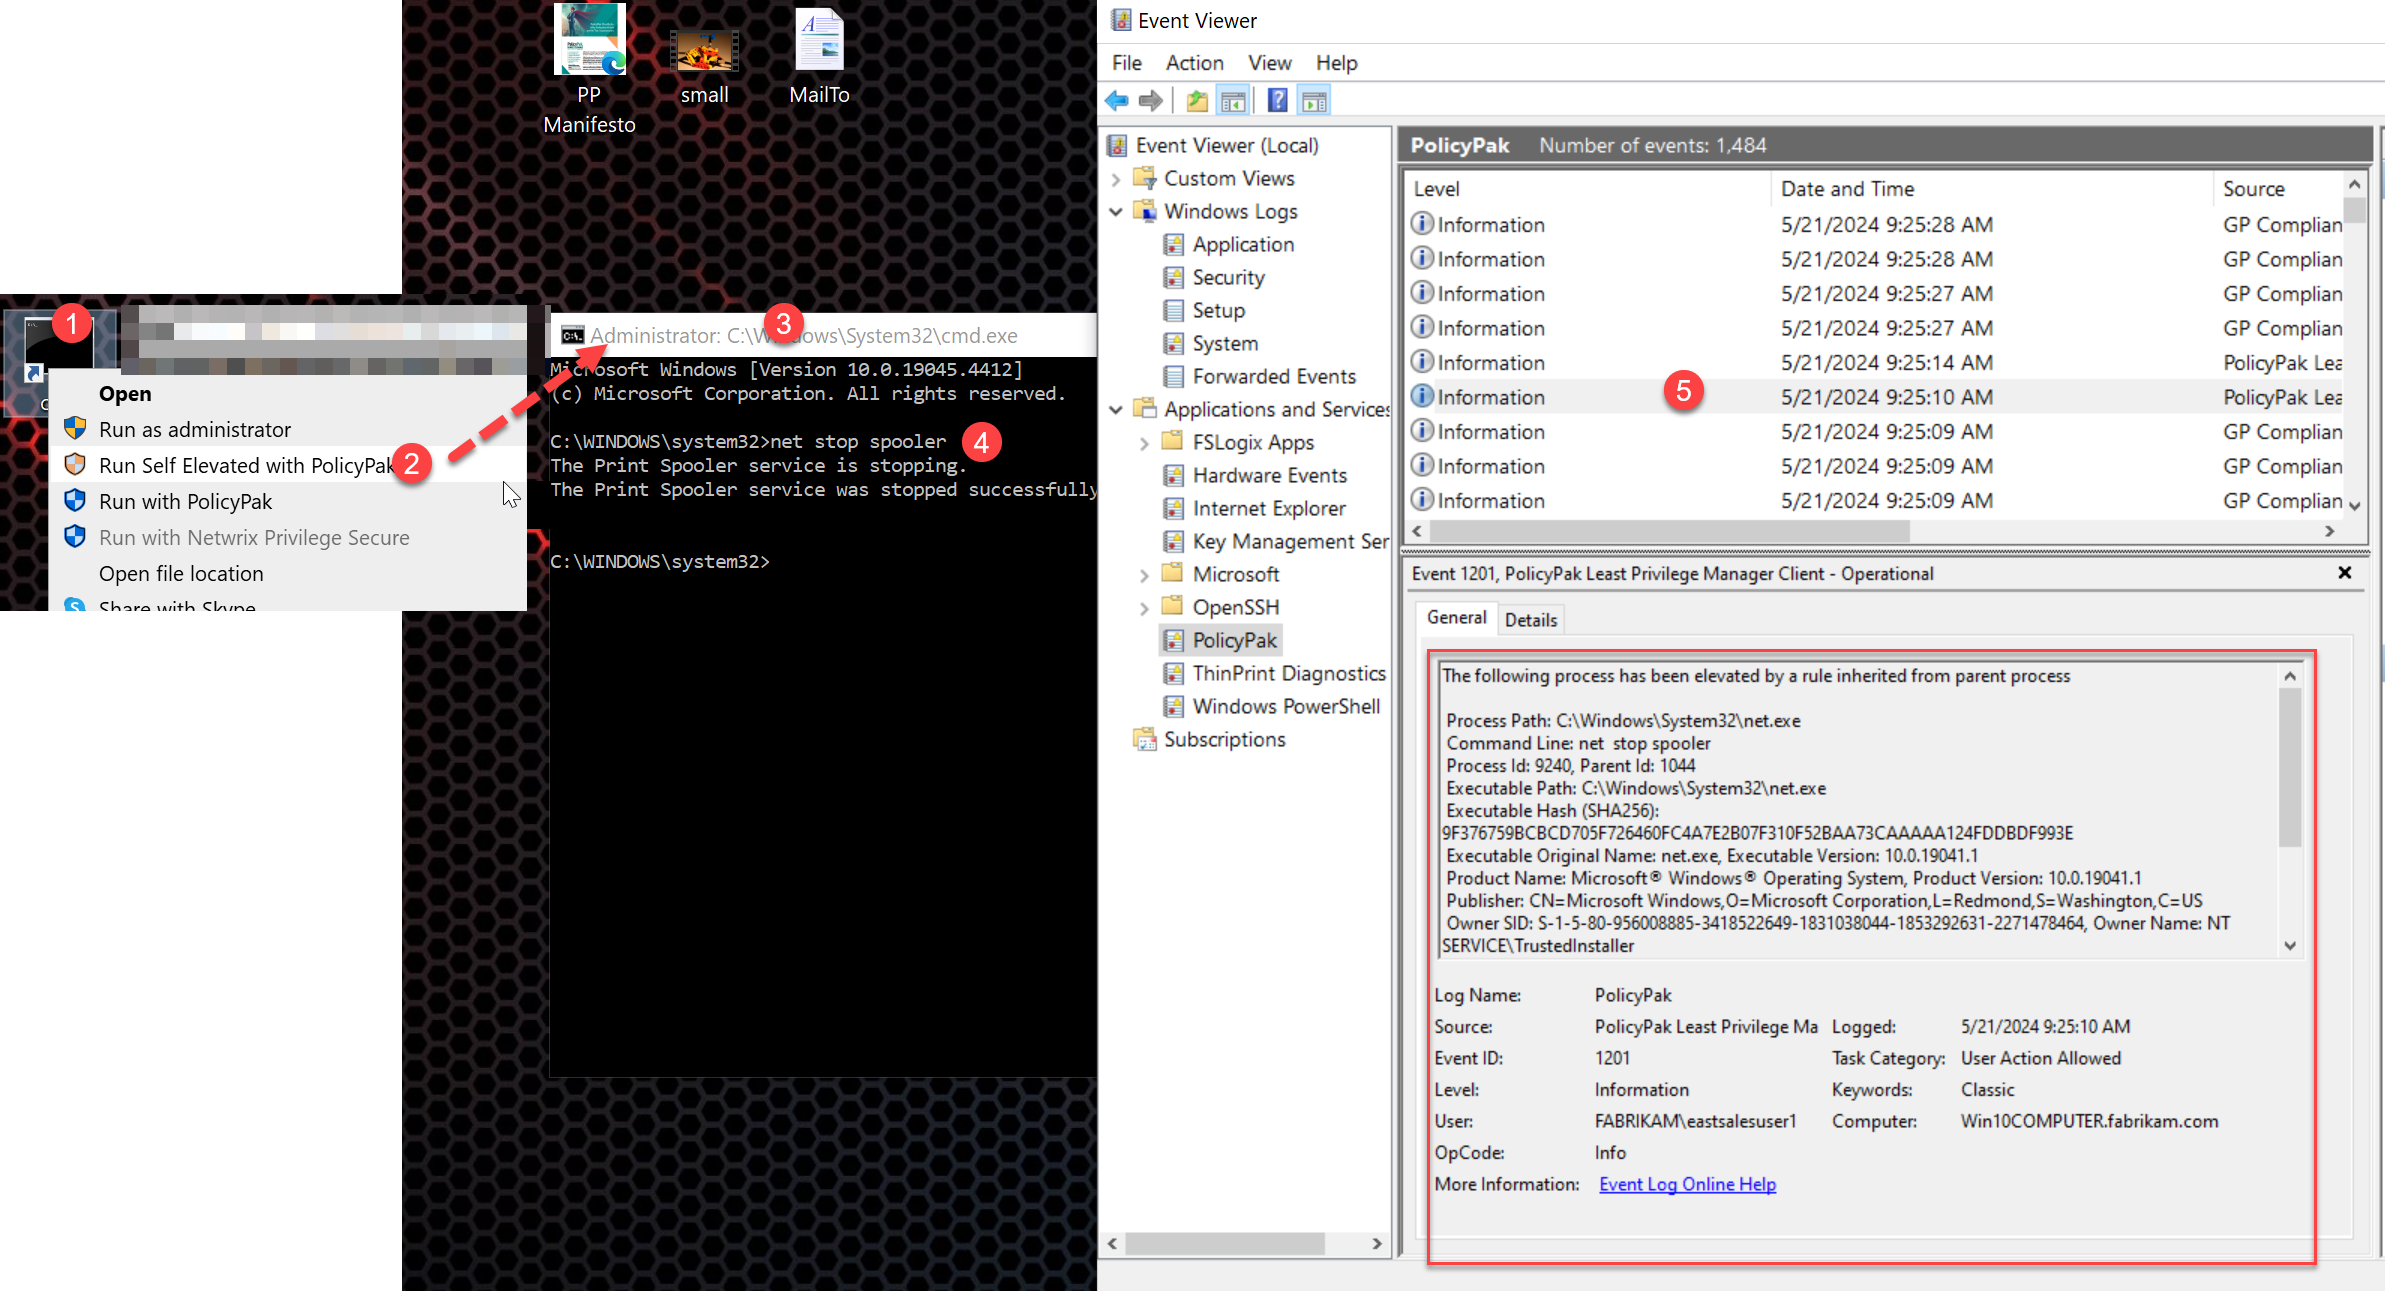 PP
Manifesto
small
MailTo
1
Open
Run as administrator
Run Self Elevated with PolicyPak
2
Run with PolicyPak
Run with Netwrix Privilege Secure
Open file location
Share with Skype
3
Administrator: C:\Windows\System32\cmd.exe
Microsoft Windows [Version 10.0.19045.4412]
(c) Microsoft Corporation. All rights reserved.
C:\WINDOWS\system32>net stop spooler
4
The Print Spooler service is stopping.
The Print Spooler service was stopped successfully
C:\WINDOWS\system32>
Event Viewer
File Action View Help
Event Viewer (Local)
Custom Views
Windows Logs
Application
Security
Setup
System
Forwarded Events
Applications and Services
FSLogix Apps
Hardware Events
Internet Explorer
Key Management Ser
Microsoft
OpenSSH
PolicyPak
ThinPrint Diagnostics
Windows PowerShell
Subscriptions
PolicyPak Number of events: 1,484
Level Date and Time Source
Information 5/21/2024 9:25:28 AM GP Complian
Information 5/21/2024 9:25:28 AM GP Complian
Information 5/21/2024 9:25:27 AM GP Complian
Information 5/21/2024 9:25:27 AM GP Complian
Information 5/21/2024 9:25:14 AM PolicyPak Lea
Information 5 5/21/2024 9:25:10 AM PolicyPak Lea
Information 5/21/2024 9:25:09 AM GP Complian
Information 5/21/2024 9:25:09 AM GP Complian
Information 5/21/2024 9:25:09 AM GP Complian
Event 1201, PolicyPak Least Privilege Manager Client - Operational
General Details
The following process has been elevated by a rule inherited from parent process
Process Path: C:\Windows\System32\net.exe
Command Line: net  stop spooler
Process Id: 9240, Parent Id: 1044
Executable Path: C:\Windows\System32\net.exe
Executable Hash (SHA256):
9F376759BCBCD705F726460FC4A7E2B07F310F52BAA73CAAAAA124FDDBDF993E
Executable Original Name: net.exe, Executable Version: 10.0.19041.1
Product Name: Microsoft® Windows® Operating System, Product Version: 10.0.19041.1
Publisher: CN=Microsoft Windows,O=Microsoft Corporation,L=Redmond,S=Washington,C=US
Owner SID: S-1-5-80-956008885-3418522649-1831038044-1853292631-2271478464, Owner Name: NT
SERVICE\TrustedInstaller
Log Name: PolicyPak
Source: PolicyPak Least Privilege Ma Logged: 5/21/2024 9:25:10 AM
Event ID: 1201 Task Category: User Action Allowed
Level: Information Keywords: Classic
User: FABRIKAM\eastsalesuser1 Computer: Win10COMPUTER.fabrikam.com
OpCode: Info
More Information: Event Log Online Help